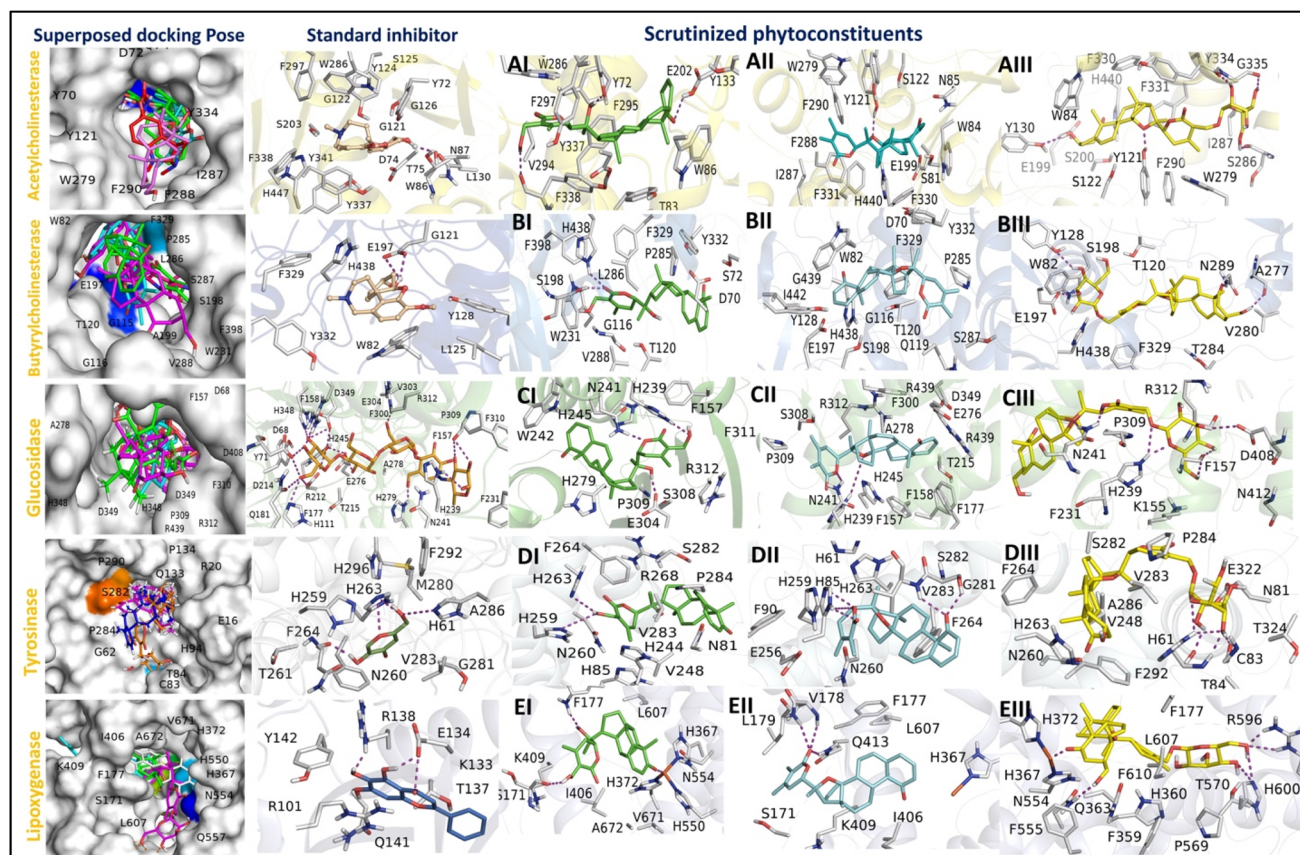 Superposed docking Pose
Standard inhibitor
Scrutinized phytoconstituents
Acetylcholinesterase
D72
Y70
Y334
Y121
W279
I287
F290
F288
F297
W286
S125
Y124
Y72
G122
G126
S203
G121
F338
Y341
D74
N87
T75
L130
H447
W86
Y337
AI
W286
Y72
E202
Y133
F297
F295
Y337
V294
F338
W86
T83
AII
W279
S122
N85
F290
Y121
F288
W84
E199
I287
S81
F331
H440
F330
AIII
F330
Y334
G335
H440
F331
W84
Y130
E199
S200
Y121
I287
S122
F290
S286
W279
Butyrylcholinesterase
W82
F329
P285
L286
E197
S287
S198
T120
G115
A199
F398
W231
G116
V288
E197
G121
F329
H438
Y128
Y332
W82
L125
BI
H438
F329
Y332
F398
P285
S198
L286
S72
D70
W231
G116
V288
T120
BII
D70
Y332
F329
W82
G439
P285
I442
Y128
G116
T120
H438
E197
S198
Q119
S287
BIII
Y128
S198
W82
T120
N289
A277
E197
V280
H438
F329
T284
Glucosidase
F157
D68
A278
D408
F310
H348
D349
D349
H348
P309
R439
R312
V303
D349
E304
F158
R312
H348
F300
P309
F310
D68
H245
F157
Y71
A278
D214
E276
R212
H279
F177
T215
H239
F231
Q181
H111
N241
CI
N241
H239
H245
F157
W242
F311
R312
H279
P309
S308
E304
CII
R439
F300
D349
S308
R312
E276
A278
P309
R439
H245
T215
N241
F158
H239
F157
F177
CIII
R312
P309
N241
D408
F157
H239
F231
K155
N412
Tyrosinase
P134
P290
Q133
R20
S282
E16
P284
G62
H94
T84
C83
F292
H296
M280
H259
H263
A286
F264
H61
V283
T261
N260
G281
DI
F264
S282
H263
R268
P284
H259
V283
N260
H244
N81
H85
V248
DII
H61
S282
H259
H85
G281
H263
V283
F90
F264
E256
N260
DIII
P284
S282
F264
E322
V283
N81
A286
V248
H263
H61
T324
N260
C83
F292
T84
Lipoxygenase
V671
I406
A672
H372
K409
H550
F177
H367
S171
N554
L607
Q557
R138
E134
Y142
K133
T137
R101
Q141
EI
F177
L607
H367
K409
H372
N554
S171
I406
V671
A672
H550
EII
V178
F177
L179
L607
Q413
H367
S171
K409
I406
EIII
F177
H372
R596
L607
H367
F610
T570
N554
Q363
H360
H600
F555
F359
P569